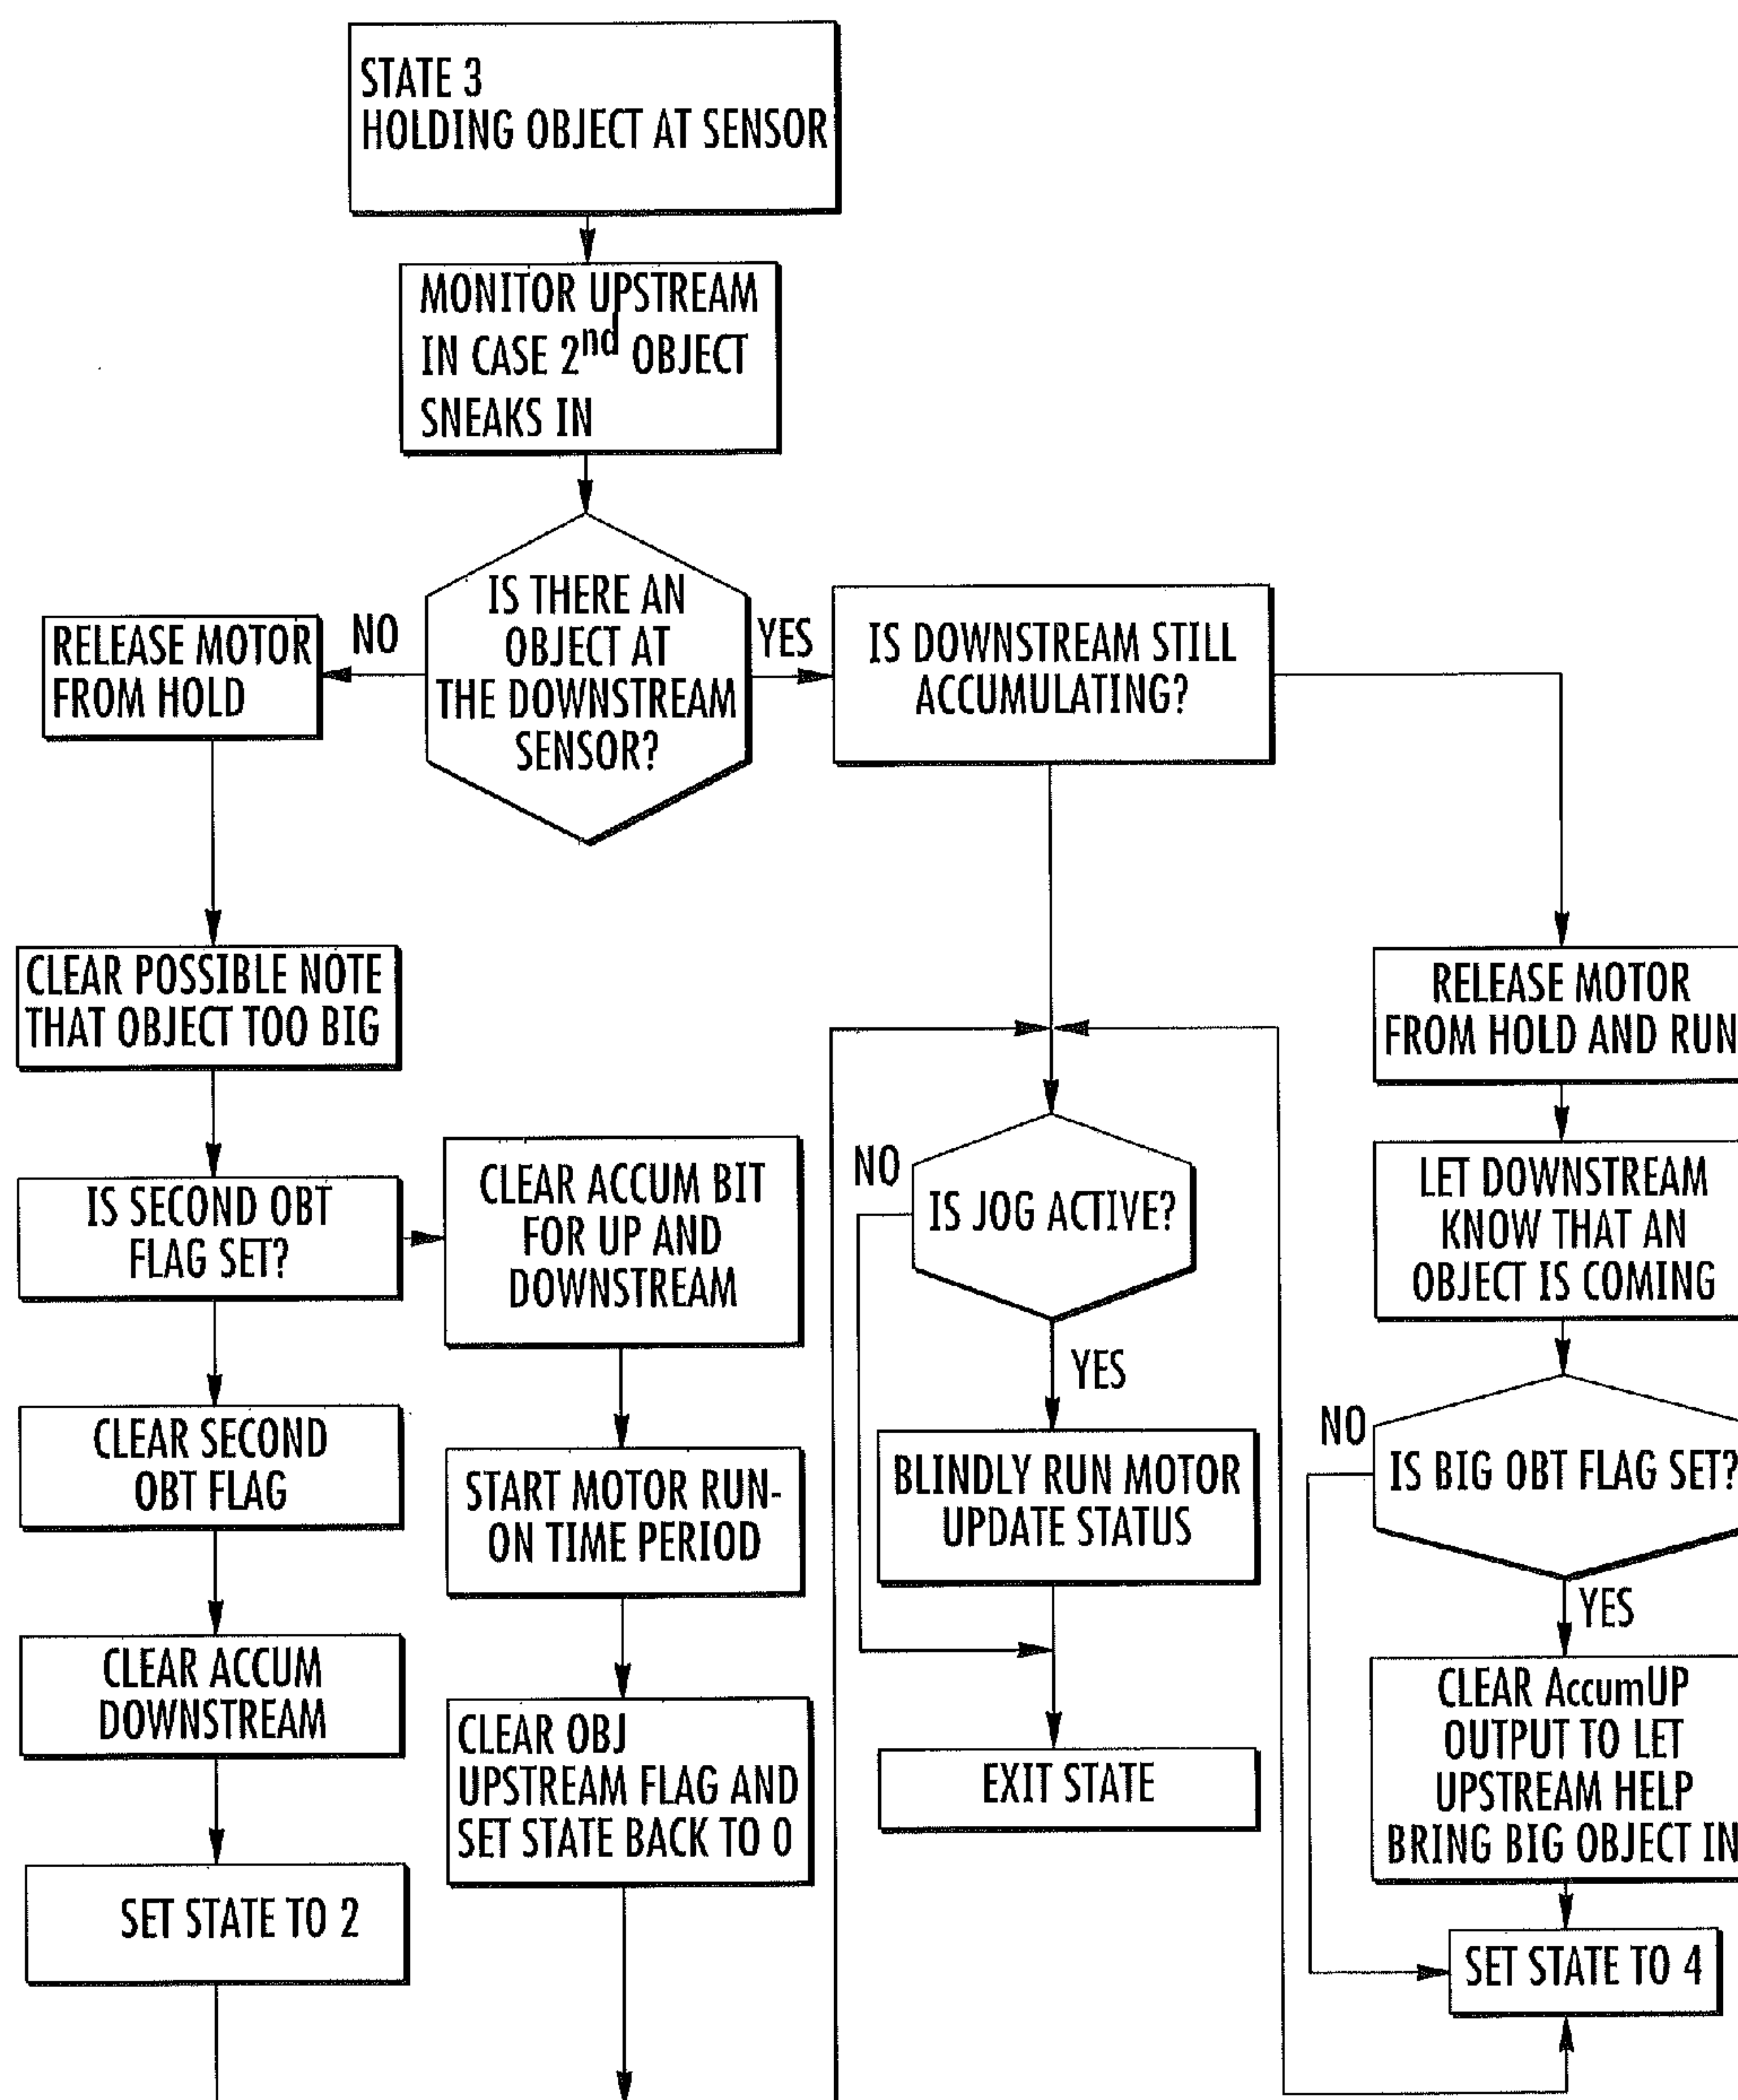 STATE 3
HOLDING OBJECT AT SENSOR
MONITOR UPSTREAM
IN CASE 2nd OBJECT
SNEAKS IN
IS THERE AN
OBJECT AT
THE DOWNSTREAM
SENSOR?
NO
YES
RELEASE MOTOR
FROM HOLD
IS DOWNSTREAM STILL
ACCUMULATING?
CLEAR POSSIBLE NOTE
THAT OBJECT TOO BIG
IS SECOND OBT
FLAG SET?
CLEAR SECOND
OBT FLAG
CLEAR ACCUM
DOWNSTREAM
SET STATE TO 2
CLEAR ACCUM BIT
FOR UP AND
DOWNSTREAM
START MOTOR RUN-
ON TIME PERIOD
CLEAR OBJ
UPSTREAM FLAG AND
SET STATE BACK TO 0
NO
IS JOG ACTIVE?
YES
BLINDLY RUN MOTOR
UPDATE STATUS
EXIT STATE
RELEASE MOTOR
FROM HOLD AND RUN
LET DOWNSTREAM
KNOW THAT AN
OBJECT IS COMING
NO
IS BIG OBT FLAG SET?
YES
CLEAR AccumUP
OUTPUT TO LET
UPSTREAM HELP
BRING BIG OBJECT IN
SET STATE TO 4